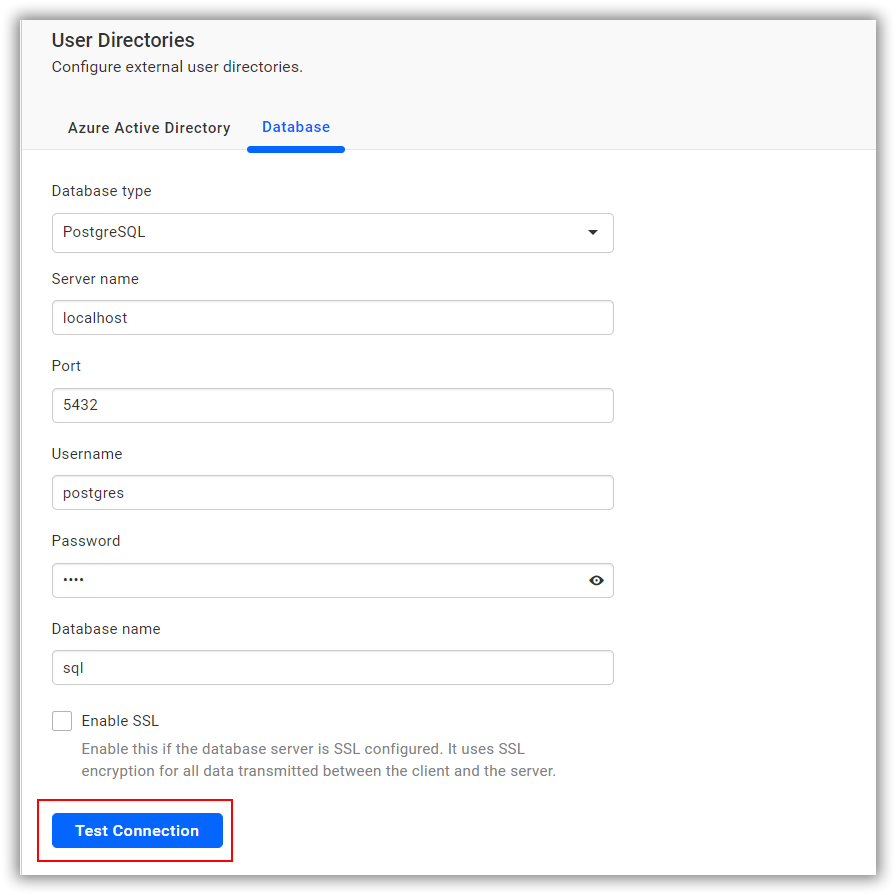 User Directories
Configure external user directories.
Azure Active Directory
Database
Database type
PostgreSQL
Server name
localhost
Port
5432
Username
postgres
Password
••••
Database name
sql
Enable SSL
Enable this if the database server is SSL configured. It uses SSL
encryption for all data transmitted between the client and the server.
Test Connection